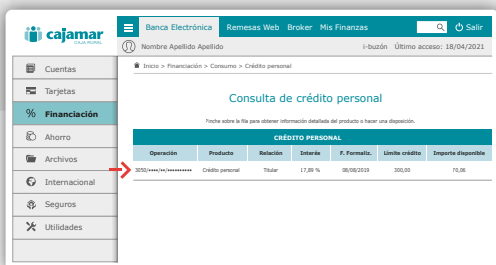 cajamar
CAJA RURAL
Banca Electrónica Remesas Web Broker Mis Finanzas Salir
Nombre Apellido Apellido i-buzón Último acceso: 18/04/2021
Inicio > Financiación > Consumo > Crédito personal
Cuentas
Tarjetas
% Financiación
Ahorro
Archivos
Internacional
Seguros
Utilidades
Consulta de crédito personal
Pinche sobre la fila para obtener información detallada del producto o hacer una disposición.
CRÉDITO PERSONAL
Operación Producto Relación Interés F. Formaliz. Límite crédito Importe disponible
3050/••••/••/•••••••••• Crédito personal Titular 17,89 % 08/08/2019 300,00 70,06